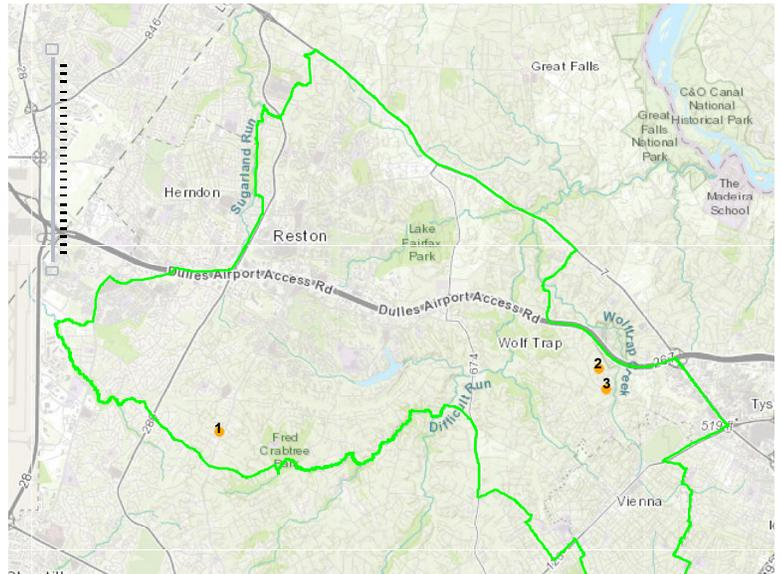 846
28
Great Falls
C&O Canal
National
Historical Park
Great
Falls
National
Park
The
Madeira
School
Sugarland Run
Herndon
Reston
Lake
Fairfax
Park
7
Dulles Airport Access Rd
Dulles Airport Access Rd
Wolf Trap
Wolftrap Creek
267
674
2
3
Difficult Run
Tys
519 ft
1
286
Fred
Crabtree
Park
28
Vienna
123